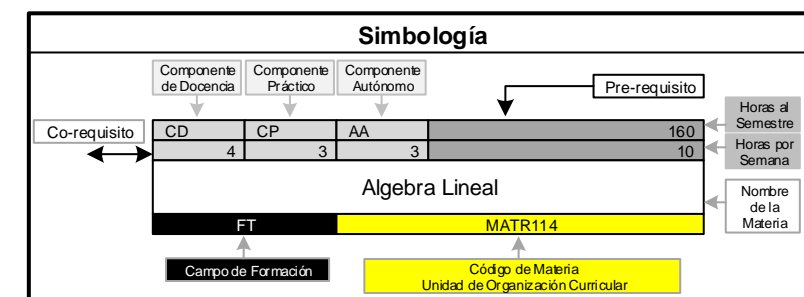 Simbología
Componente
de Docencia
Componente
Práctico
Componente
Autónomo
Pre-requisito
Horas al
Semestre
Co-requisito
CD CP AA 160
4 3 3 10
Horas por
Semana
Algebra Lineal
Nombre
de la
Materia
FT MATR114
Campo de Formación
Código de Materia
Unidad de Organización Curricular